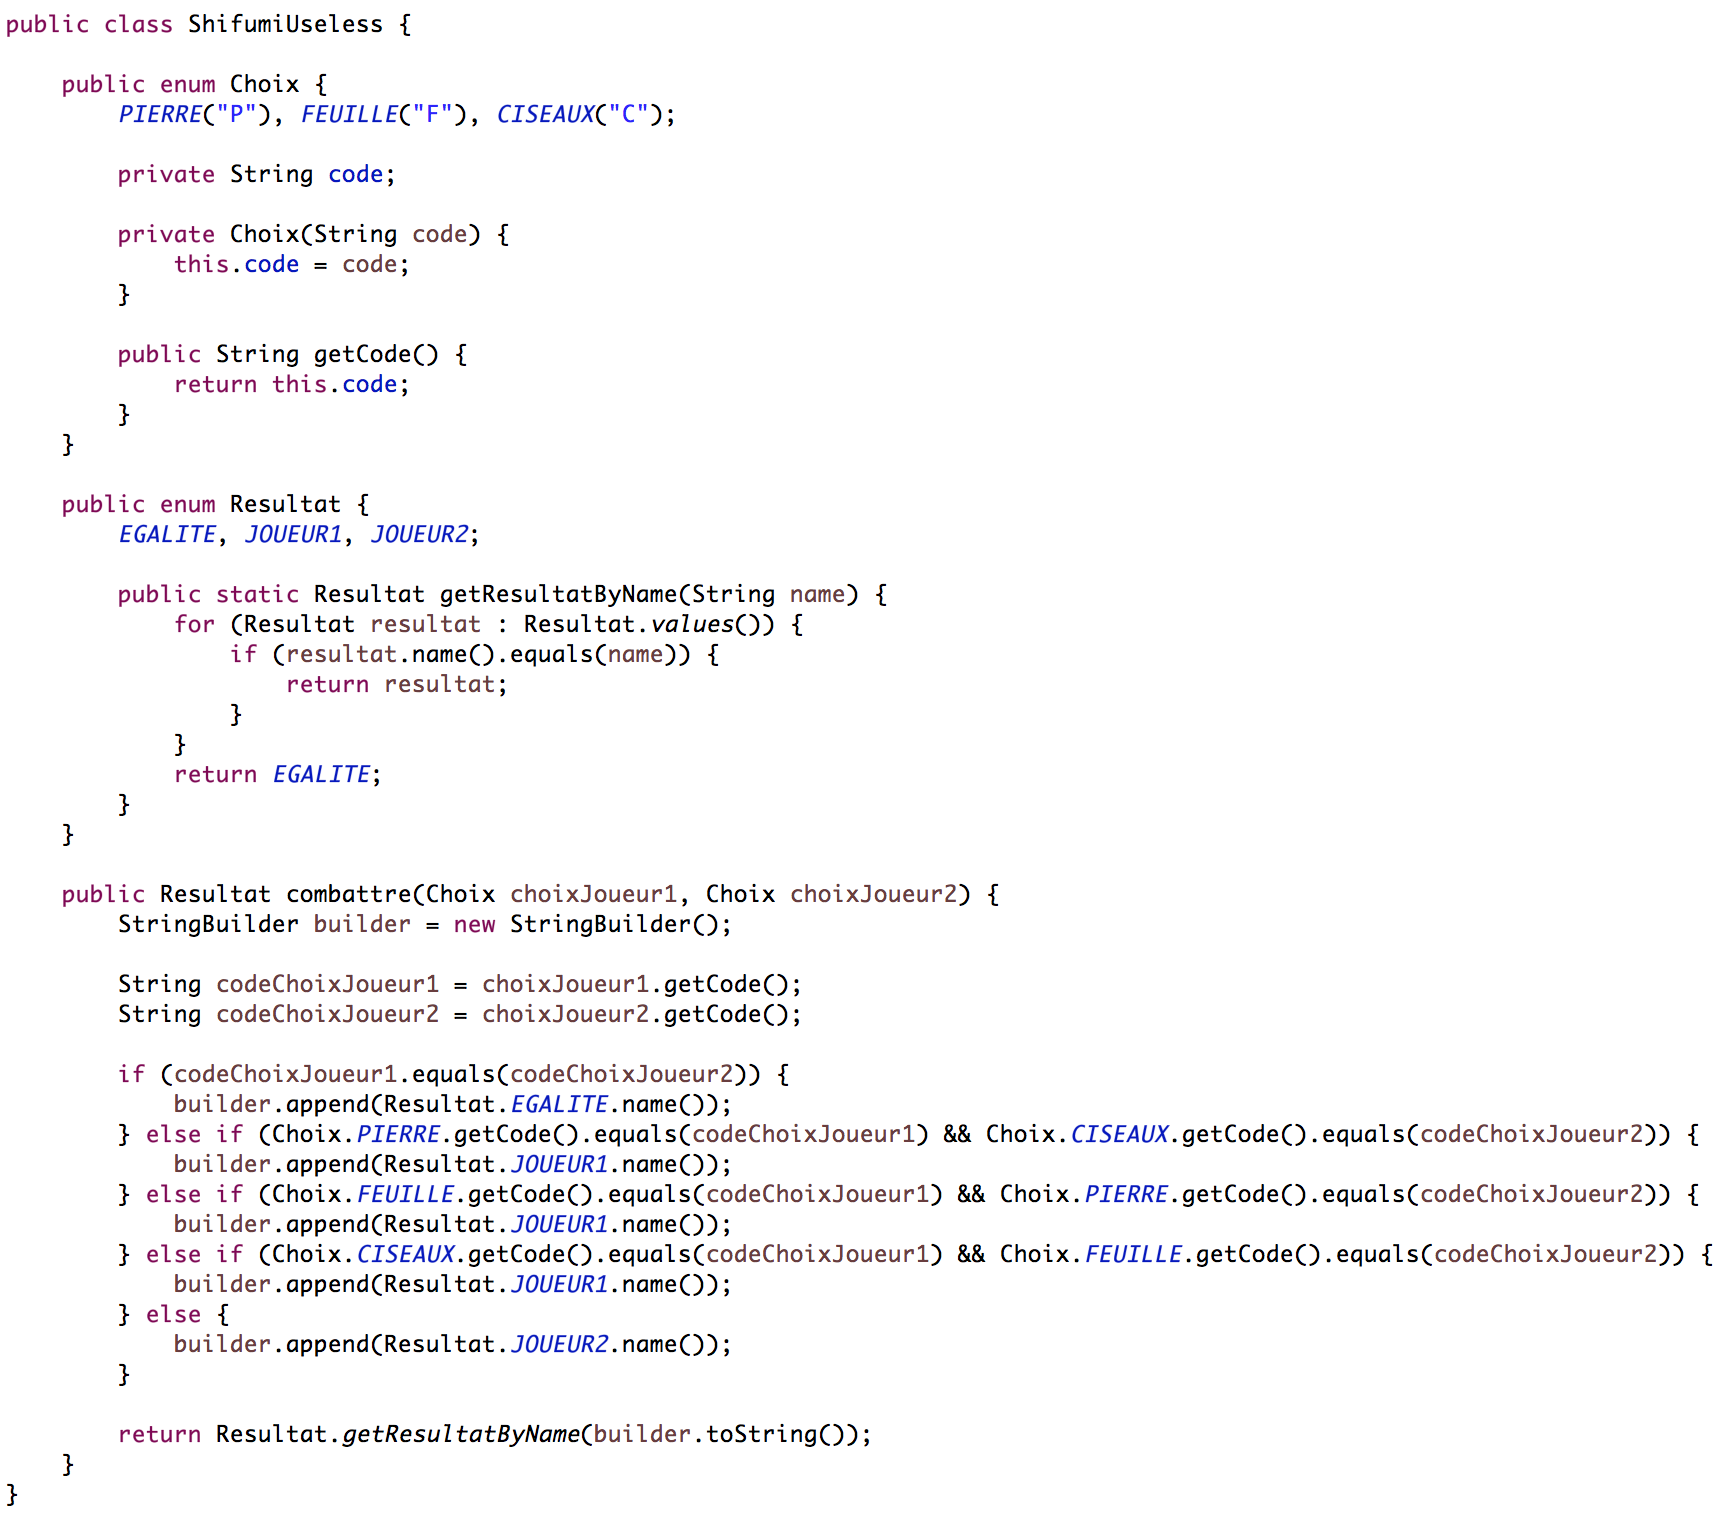 public class ShifumiUseless {
public enum Choix {
PIERRE("P"), FEUILLE("F"), CISEAUX("C");
private String code;
private Choix(String code) {
this.code = code;
}
public String getCode() {
return this.code;
}
}
public enum Resultat {
EGALITE, JOUEUR1, JOUEUR2;
public static Resultat getResultatByName(String name) {
for (Resultat resultat : Resultat.values()) {
if (resultat.name().equals(name)) {
return resultat;
}
}
return EGALITE;
}
}
public Resultat combattre(Choix choixJoueur1, Choix choixJoueur2) {
StringBuilder builder = new StringBuilder();
String codeChoixJoueur1 = choixJoueur1.getCode();
String codeChoixJoueur2 = choixJoueur2.getCode();
if (codeChoixJoueur1.equals(codeChoixJoueur2)) {
builder.append(Resultat.EGALITE.name());
} else if (Choix.PIERRE.getCode().equals(codeChoixJoueur1) && Choix.CISEAUX.getCode().equals(codeChoixJoueur2)) {
builder.append(Resultat.JOUEUR1.name());
} else if (Choix.FEUILLE.getCode().equals(codeChoixJoueur1) && Choix.PIERRE.getCode().equals(codeChoixJoueur2)) {
builder.append(Resultat.JOUEUR1.name());
} else if (Choix.CISEAUX.getCode().equals(codeChoixJoueur1) && Choix.FEUILLE.getCode().equals(codeChoixJoueur2)) {
builder.append(Resultat.JOUEUR1.name());
} else {
builder.append(Resultat.JOUEUR2.name());
}
return Resultat.getResultatByName(builder.toString());
}
}